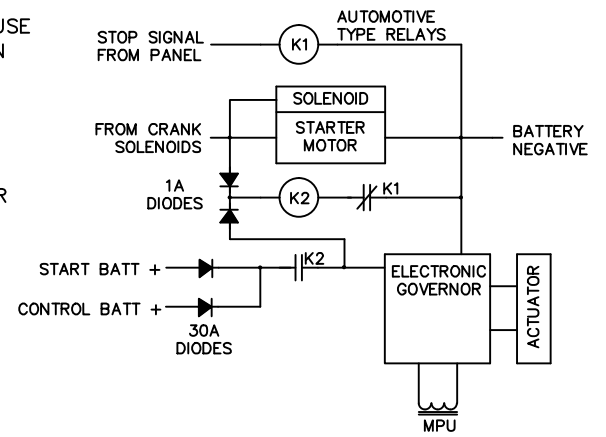 USE
N
R
AUTOMOTIVE
TYPE RELAYS
STOP SIGNAL
FROM PANEL
K1
SOLENOID
STARTER
MOTOR
FROM CRANK
SOLENOIDS
BATTERY
NEGATIVE
1A
DIODES
K2
K1
START BATT +
K2
CONTROL BATT +
30A
DIODES
ELECTRONIC
GOVERNOR
ACTUATOR
MPU